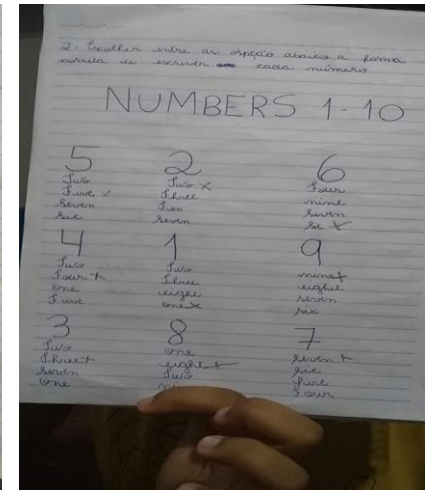 2. Escolher entre as espção abaixo a forma
correta de escrever cada número
NUMBERS 1-10
5 2 6
Two Two x Four
Five x Three nine
Seven Ten Seven
six Seven x
4 1 9
Two Two nine x
Four x Three eight
one eight seven
Five one x six
3 8 7
Two one seven x
Three x eight x six
Seven Two five
one Four